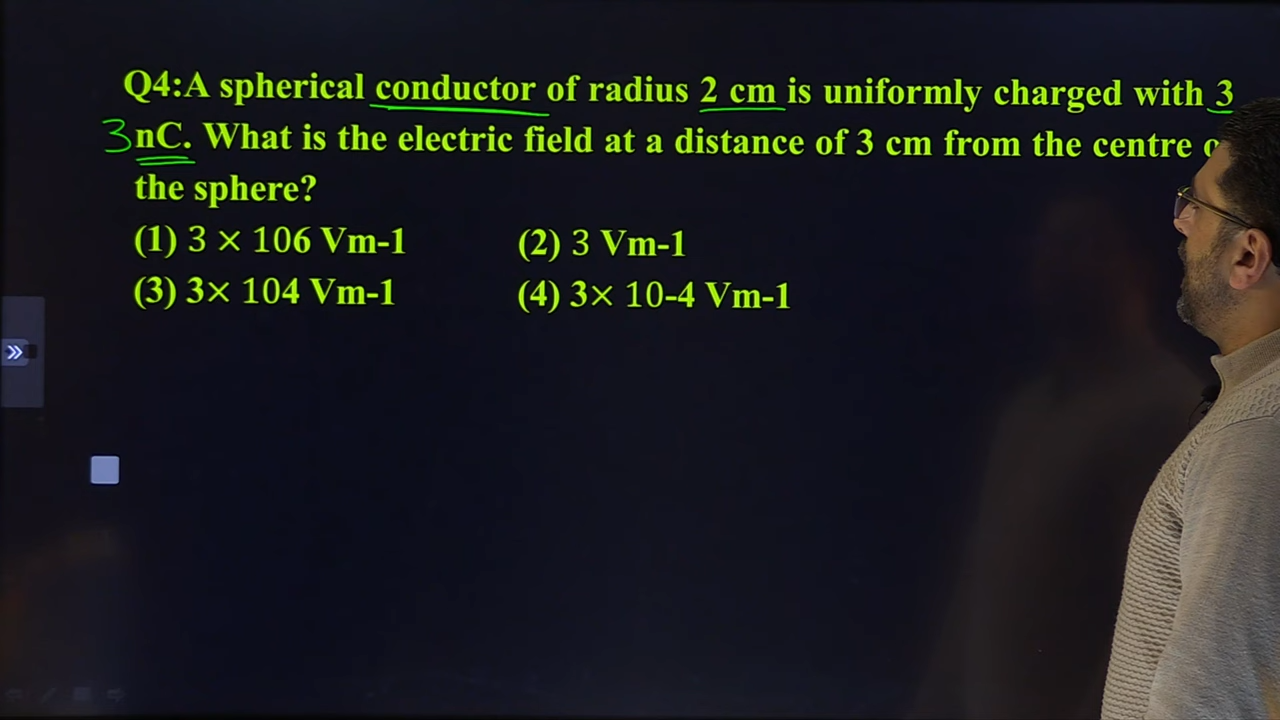 Q4:A spherical conductor of radius 2 cm is uniformly charged with 3
3 nC. What is the electric field at a distance of 3 cm from the centre
the sphere?
(1) 3 × 106 Vm-1 (2) 3 Vm-1
(3) 3× 104 Vm-1 (4) 3× 10-4 Vm-1